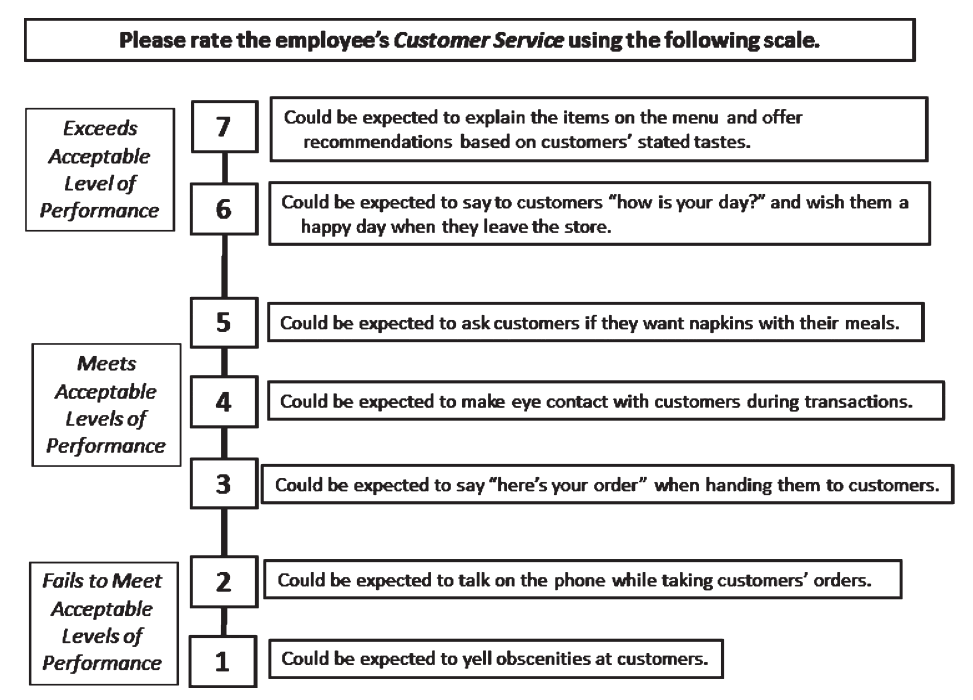 Please rate the employee's Customer Service using the following scale.
Exceeds
Acceptable
Level of
Performance
7
Could be expected to explain the items on the menu and offer
recommendations based on customers' stated tastes.
6
Could be expected to say to customers "how is your day?" and wish them a
happy day when they leave the store.
5
Could be expected to ask customers if they want napkins with their meals.
Meets
Acceptable
Levels of
Performance
4
Could be expected to make eye contact with customers during transactions.
3
Could be expected to say "here's your order" when handing them to customers.
Fails to Meet
Acceptable
Levels of
Performance
2
Could be expected to talk on the phone while taking customers' orders.
1
Could be expected to yell obscenities at customers.